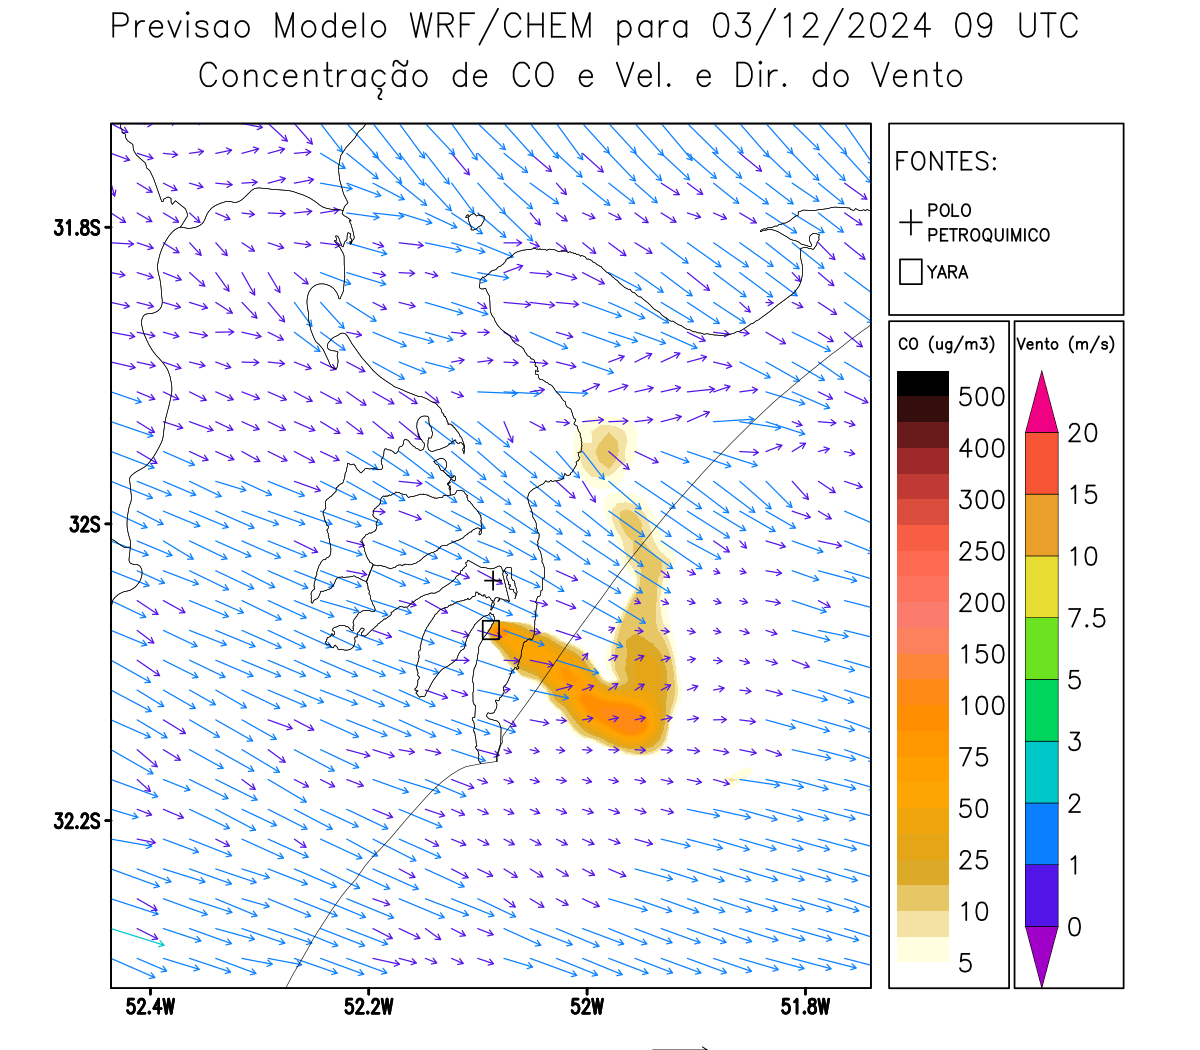 Previsao Modelo WRF/CHEM para 03/12/2024 09 UTC
Concentração de CO e Vel. e Dir. do Vento
FONTES:
POLO
PETROQUIMICO
YARA
31.8S
32S
32.2S
52.4W
52.2W
52W
51.8W
CO (ug/m3)
500
400
300
250
200
150
100
75
50
25
10
5
Vento (m/s)
20
15
10
7.5
5
3
2
1
0